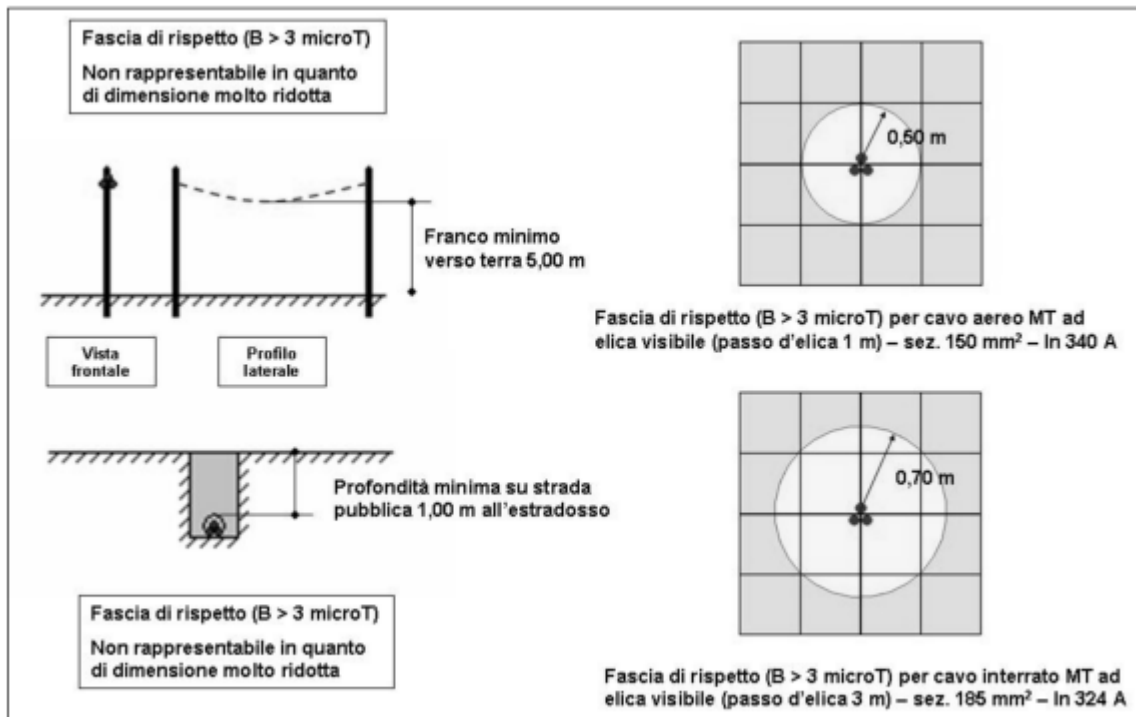 Fascia di rispetto (B > 3 microT)
Non rappresentabile in quanto
di dimensione molto ridotta
Franco minimo
verso terra 5,00 m
Vista
frontale
Profilo
laterale
Profondità minima su strada
pubblica 1,00 m all'estradosso
Fascia di rispetto (B > 3 microT)
Non rappresentabile in quanto
di dimensione molto ridotta
0,50 m
Fascia di rispetto (B > 3 microT) per cavo aereo MT ad
elica visibile (passo d'elica 1 m) – sez. 150 mm² – In 340 A
0,70 m
Fascia di rispetto (B > 3 microT) per cavo interrato MT ad
elica visibile (passo d'elica 3 m) – sez. 185 mm² – In 324 A